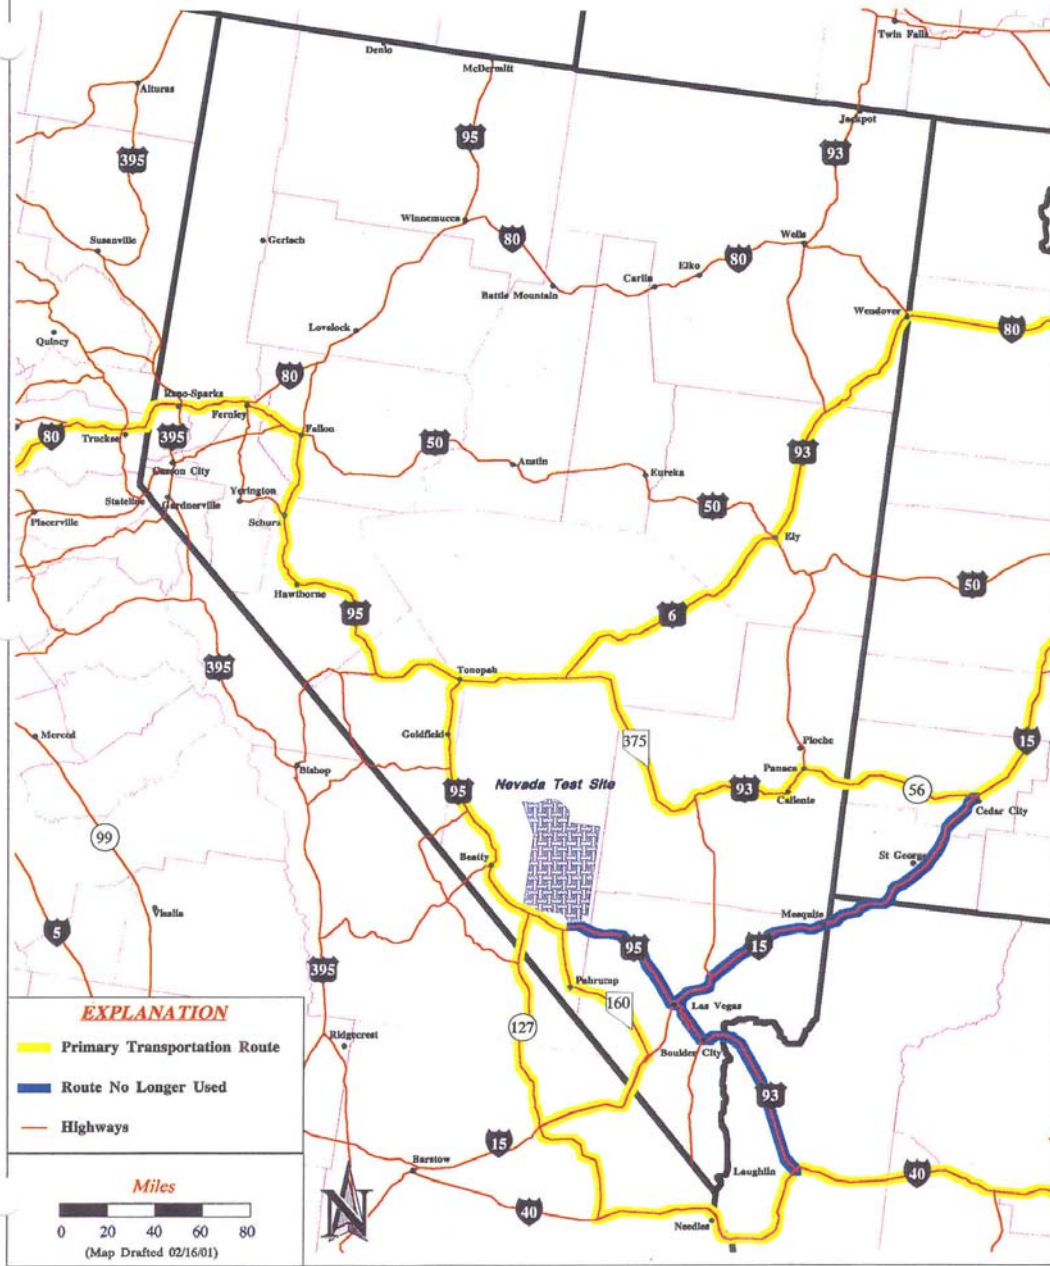 Denio
McDermitt
Twin Falls
Alturas
Jackpot
395
95
93
Winnemucca
Susanville
Gerlach
80
Wells
80
Elko
Carlin
Battle Mountain
Wendover
80
Lovelock
Quincy
80
Reno-Sparks
Fernley
80
Truckee
395
Fallon
50
93
Carson City
Austin
Eureka
Yerington
Stateline
Gardnerville
50
Placerville
Schurz
Ely
50
Hawthorne
95
6
395
Tonopah
Goldfield
375
Pioche
15
Merced
Bishop
Panaca
Nevada Test Site
95
93
Caliente
56
Cedar City
99
Beatty
St George
Visalia
Mesquite
5
95
15
395
Pahrump
160
Las Vegas
127
Ridgecrest
Boulder City
93
15
Barstow
Laughlin
40
40
Needles
N
EXPLANATION
Primary Transportation Route
Route No Longer Used
Highways
Miles
0 20 40 60 80
(Map Drafted 02/16/01)